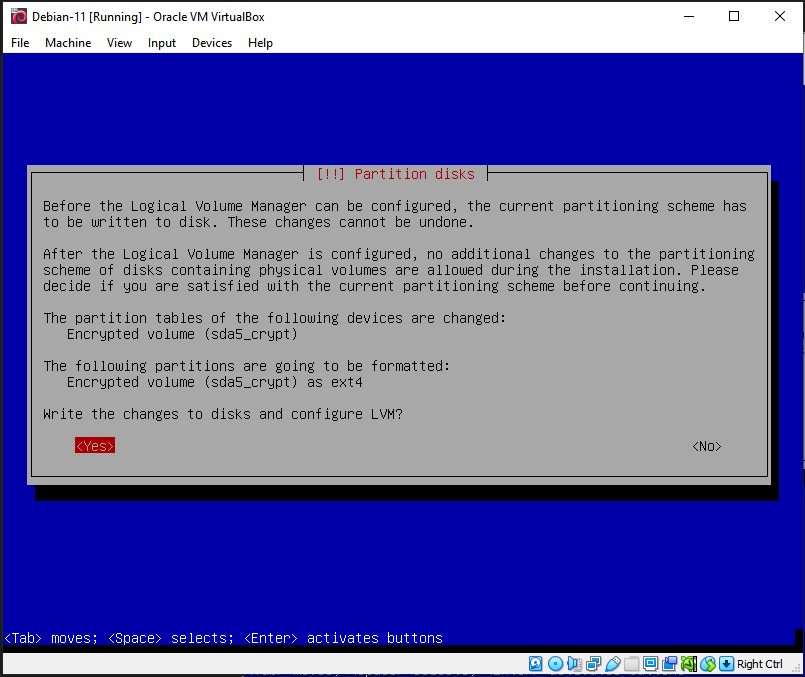 Debian-11 [Running] - Oracle VM VirtualBox
File Machine View Input Devices Help
[!!] Partition disks
Before the Logical Volume Manager can be configured, the current partitioning scheme has
to be written to disk. These changes cannot be undone.
After the Logical Volume Manager is configured, no additional changes to the partitioning
scheme of disks containing physical volumes are allowed during the installation. Please
decide if you are satisfied with the current partitioning scheme before continuing.
The partition tables of the following devices are changed:
Encrypted volume (sda5_crypt)
The following partitions are going to be formatted:
Encrypted volume (sda5_crypt) as ext4
Write the changes to disks and configure LVM?
<Yes> <No>
<Tab> moves; <Space> selects; <Enter> activates buttons
Right Ctrl